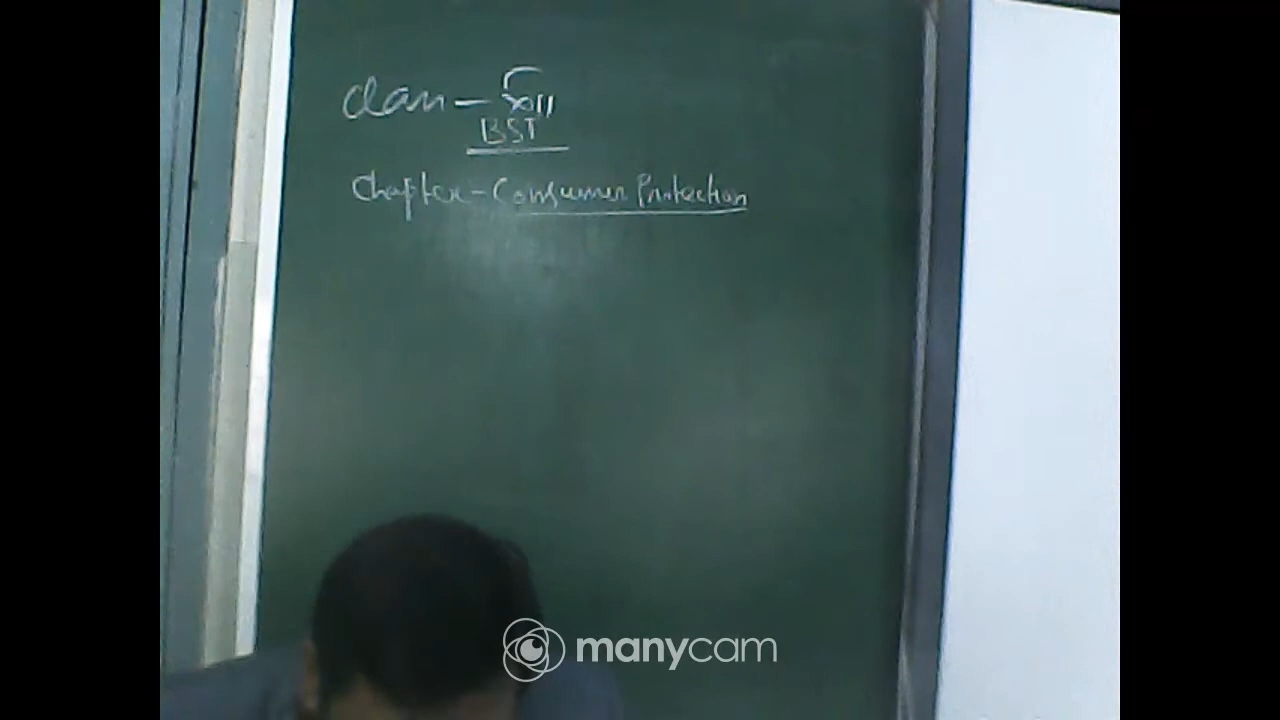 Class - XII
BST
Chapter - Consumer Protection
manycam